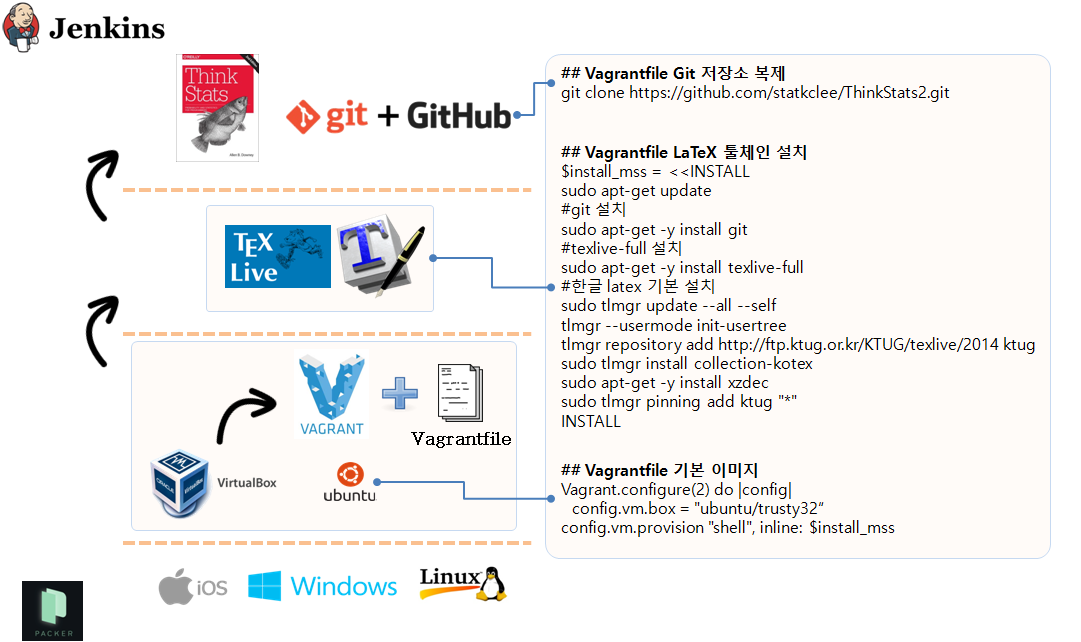 Jenkins
O'REILLY
Think
Stats
Allen B. Downey
git + GitHub
TEX
Live
T
VAGRANT
Vagrantfile
ORACLE
VirtualBox
VirtualBox
ubuntu
iOS
Windows
Linux
PACKER
## Vagrantfile Git 저장소 복제
git clone https://github.com/statkclee/ThinkStats2.git
## Vagrantfile LaTeX 툴체인 설치
$install_mss = <<INSTALL
sudo apt-get update
#git 설치
sudo apt-get -y install git
#texlive-full 설치
sudo apt-get -y install texlive-full
#한글 latex 기본 설치
sudo tlmgr update --all --self
tlmgr --usermode init-usertree
tlmgr repository add http://ftp.ktug.or.kr/KTUG/texlive/2014 ktug
sudo tlmgr install collection-kotex
sudo apt-get -y install xzdec
sudo tlmgr pinning add ktug "*"
INSTALL
## Vagrantfile 기본 이미지
Vagrant.configure(2) do |config|
config.vm.box = "ubuntu/trusty32“
config.vm.provision "shell", inline: $install_mss